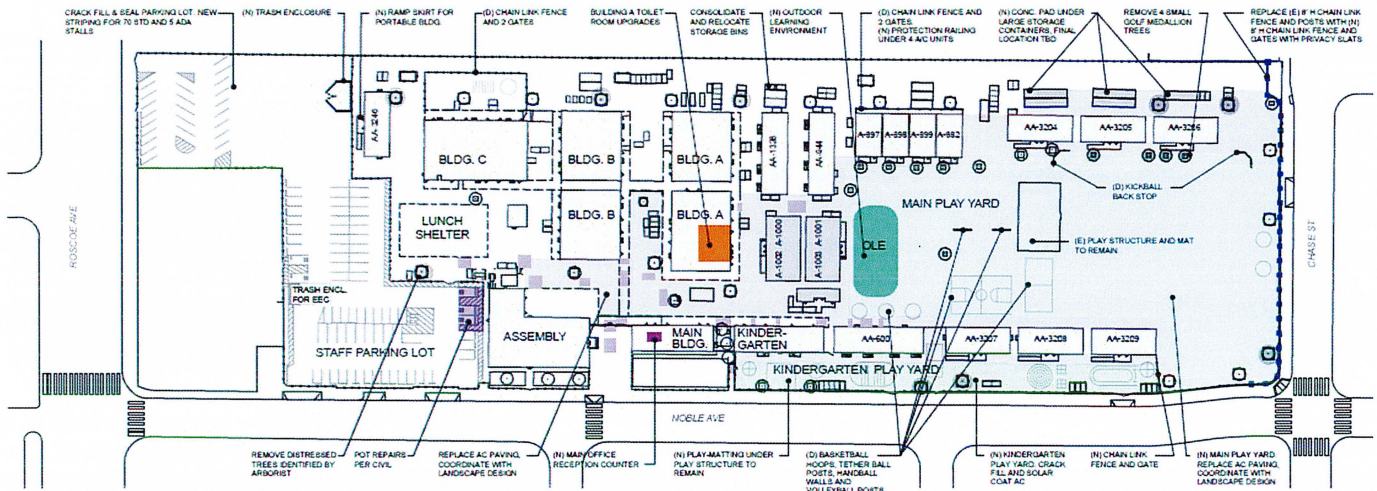 CRACK FILL & SEAL PARKING LOT. NEW
STRIPING FOR 70 STD AND 5 ADA
STALLS
(N) TRASH ENCLOSURE
(N) RAMP SKIRT FOR
PORTABLE BLDG.
(D) CHAIN LINK FENCE
AND 2 GATES
BUILDING A TOILET
ROOM UPGRADES
CONSOLIDATE
AND RELOCATE
STORAGE BINS
(N) OUTDOOR
LEARNING
ENVIRONMENT
(D) CHAIN LINK FENCE AND
2 GATES.
(N) PROTECTION RAILING
UNDER 4 A/C UNITS
(N) CONC. PAD UNDER
LARGE STORAGE
CONTAINERS, FINAL
LOCATION TBD
REMOVE 4 SMALL
GOLF MEDALLION
TREES
REPLACE (E) 8' H CHAIN LINK
FENCE AND POSTS WITH (N)
8' H CHAIN LINK FENCE AND
GATES WITH PRIVACY SLATS
AA-3246
BLDG. C
BLDG. B
BLDG. A
AA-1328
AA-644
AA-897
AA-898
AA-899
AA-882
AA-3204
AA-3205
AA-3206
(D) KICKBALL
BACK STOP
LUNCH
SHELTER
BLDG. B
BLDG. A
A-1000
A-1002
A-1001
A-1003
OLE
MAIN PLAY YARD
(E) PLAY STRUCTURE AND MAT
TO REMAIN
ROSCOE AVE
CHASE ST
TRASH ENCL.
FOR EEC
STAFF PARKING LOT
ASSEMBLY
MAIN
BLDG.
KINDER-
GARTEN
AA-600
AA-3207
AA-3208
AA-3209
KINDERGARTEN PLAY YARD
NOBLE AVE
REMOVE DISTRESSED
TREES IDENTIFIED BY
ARBORIST
POT REPAIRS
PER CIVIL
REPLACE AC PAVING,
COORDINATE WITH
LANDSCAPE DESIGN
(N) MAIN OFFICE
RECEPTION COUNTER
(N) PLAY-MATTING UNDER
PLAY STRUCTURE TO
REMAIN
(D) BASKETBALL
HOOPS, TETHER BALL
POSTS, HANDBALL
WALLS AND
VOLLEYBALL POSTS
(N) KINDERGARTEN
PLAY YARD. CRACK
FILL AND SOLAR
COAT AC
(N) CHAIN LINK
FENCE AND GATE
(N) MAIN PLAY YARD
REPLACE AC PAVING,
COORDINATE WITH
LANDSCAPE DESIGN